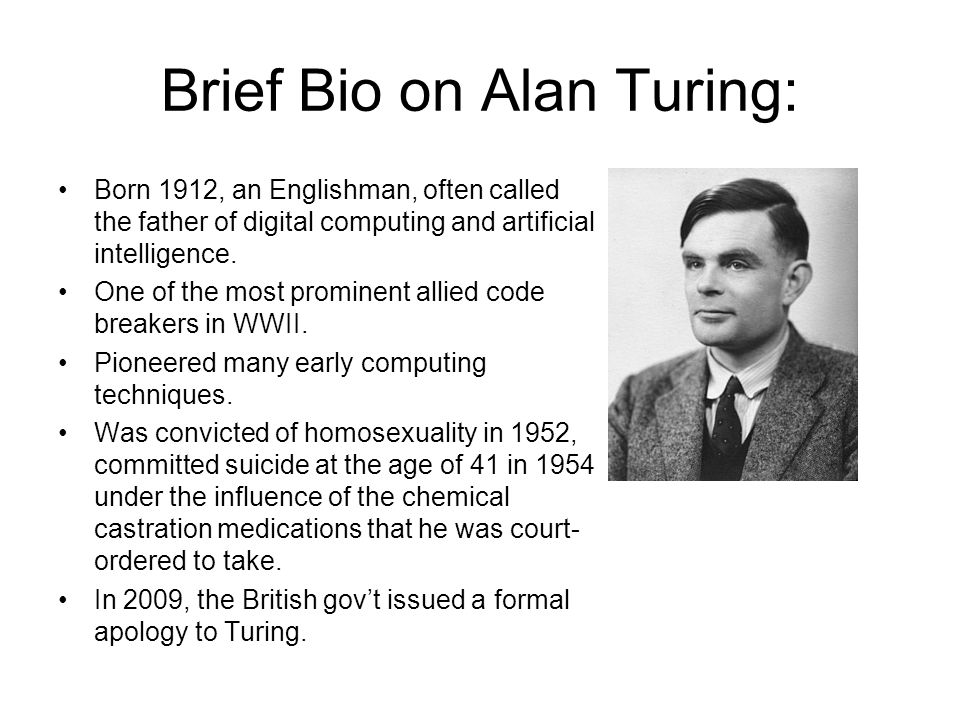 Brief Bio on Alan Turing:
• Born 1912, an Englishman, often called
the father of digital computing and artificial
intelligence.
• One of the most prominent allied code
breakers in WWII.
• Pioneered many early computing
techniques.
• Was convicted of homosexuality in 1952,
committed suicide at the age of 41 in 1954
under the influence of the chemical
castration medications that he was court-
ordered to take.
• In 2009, the British gov’t issued a formal
apology to Turing.